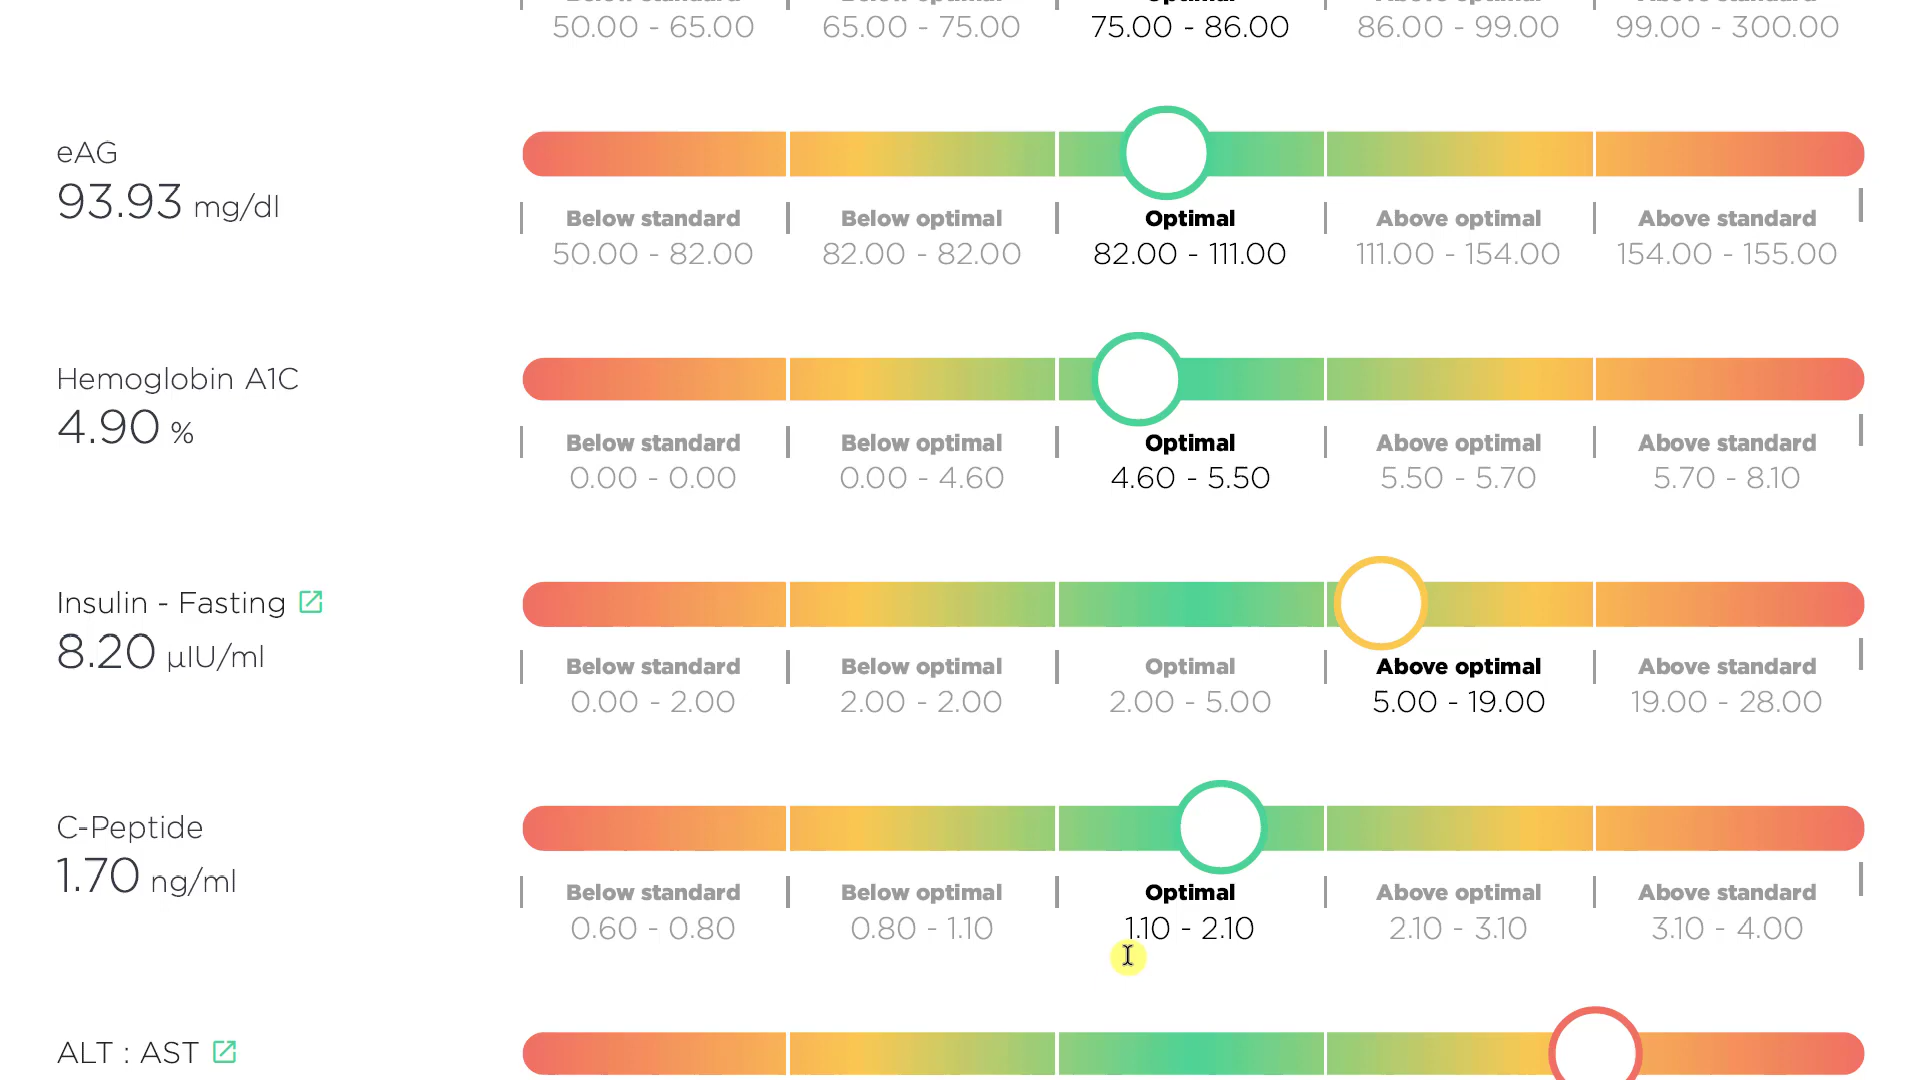 50.00 - 65.00 65.00 - 75.00 75.00 - 86.00 86.00 - 99.00 99.00 - 300.00
eAG
93.93 mg/dl
Below standard Below optimal Optimal Above optimal Above standard
50.00 - 82.00 82.00 - 82.00 82.00 - 111.00 111.00 - 154.00 154.00 - 155.00
Hemoglobin A1C
4.90 %
Below standard Below optimal Optimal Above optimal Above standard
0.00 - 0.00 0.00 - 4.60 4.60 - 5.50 5.50 - 5.70 5.70 - 8.10
Insulin - Fasting
8.20 µIU/ml
Below standard Below optimal Optimal Above optimal Above standard
0.00 - 2.00 2.00 - 2.00 2.00 - 5.00 5.00 - 19.00 19.00 - 28.00
C-Peptide
1.70 ng/ml
Below standard Below optimal Optimal Above optimal Above standard
0.60 - 0.80 0.80 - 1.10 1.10 - 2.10 2.10 - 3.10 3.10 - 4.00
ALT : AST